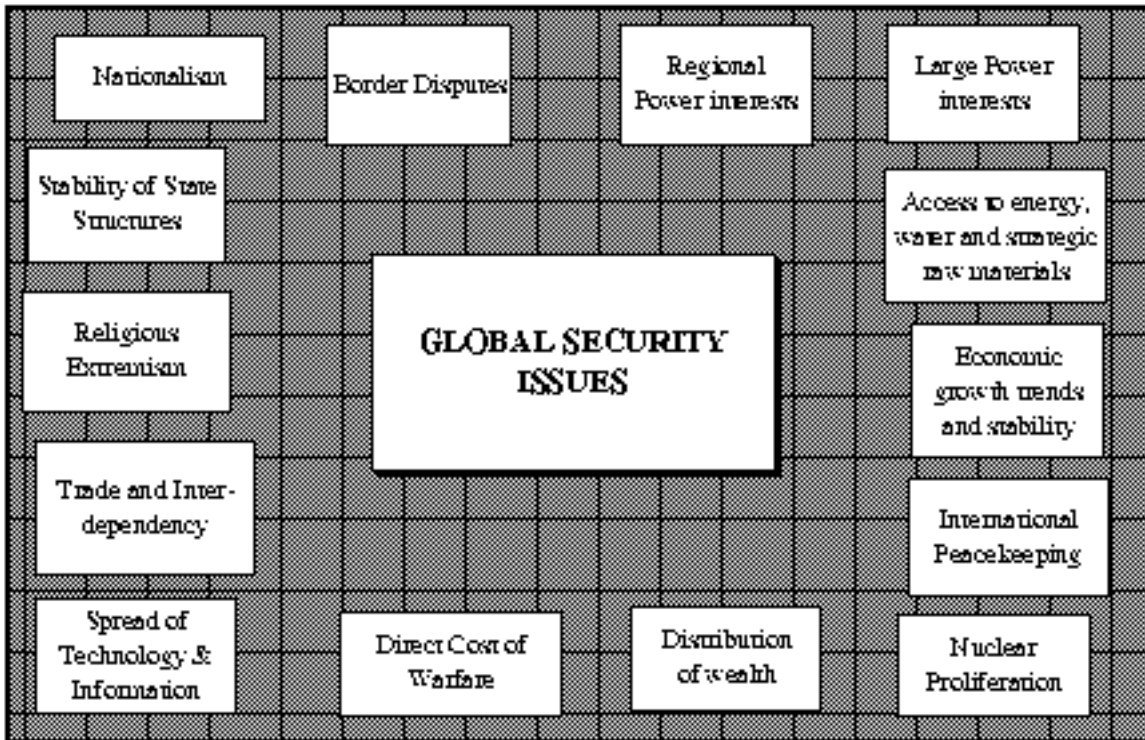 Nationalism
Border Disputes
Regional
Power interests
Large Power
interests
Stability of State
Structures
Access to energy,
water and strategic
raw materials
GLOBAL SECURITY
ISSUES
Religious
Extremism
Economic
growth trends
and stability
Trade and Inter-
dependency
International
Peacekeeping
Spread of
Technology &
Information
Direct Cost of
Warfare
Distribution
of wealth
Nuclear
Proliferation